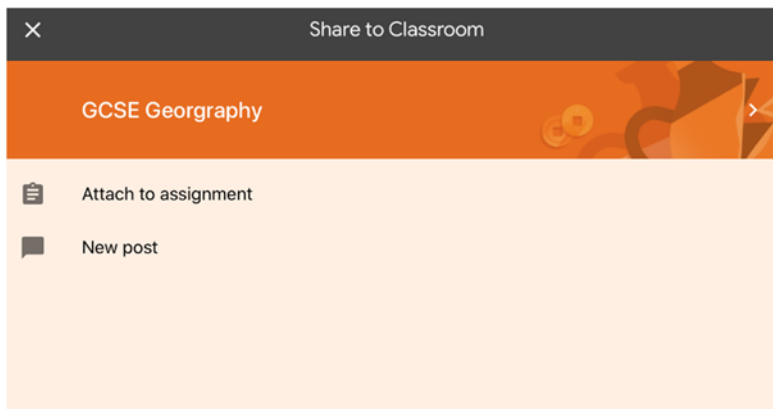 Share to Classroom
GCSE Georgraphy
Attach to assignment
New post